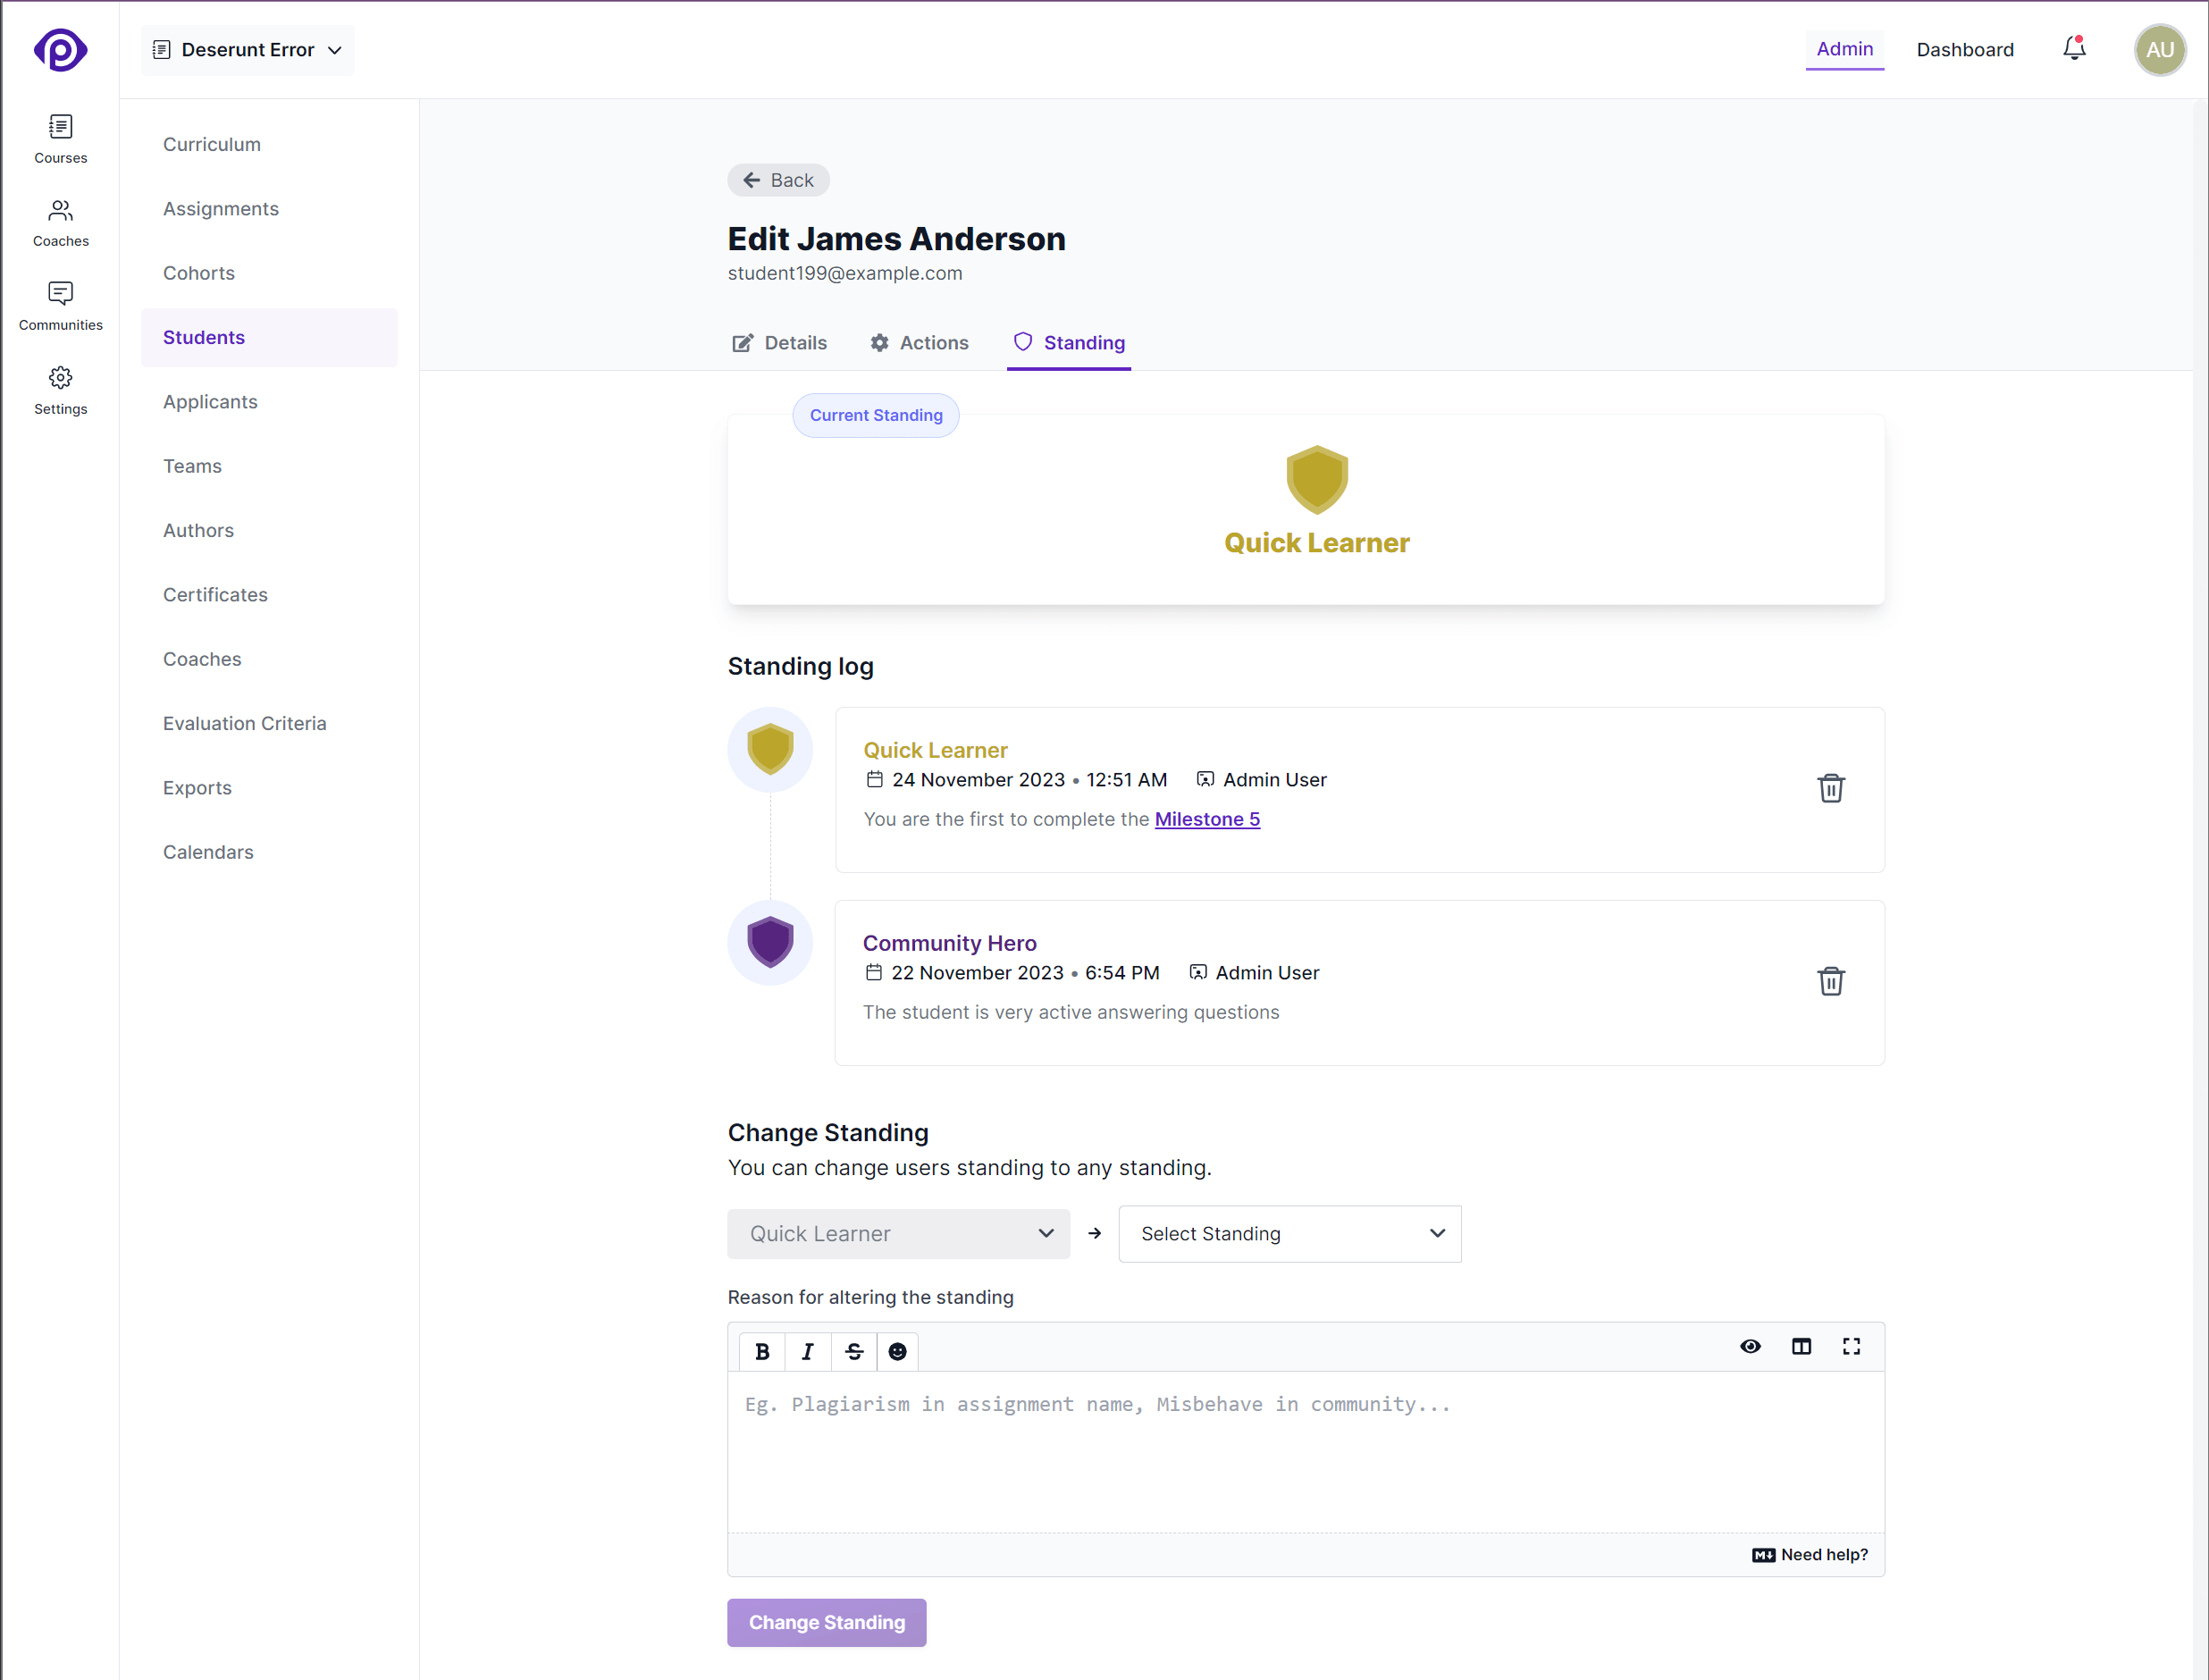 Deserunt Error
Admin
Dashboard
AU
Courses
Coaches
Communities
Settings
Curriculum
Assignments
Cohorts
Students
Applicants
Teams
Authors
Certificates
Coaches
Evaluation Criteria
Exports
Calendars
Back
Edit James Anderson
student199@example.com
Details
Actions
Standing
Current Standing
Quick Learner
Standing log
Quick Learner
24 November 2023 • 12:51 AM Admin User
You are the first to complete the Milestone 5
Community Hero
22 November 2023 • 6:54 PM Admin User
The student is very active answering questions
Change Standing
You can change users standing to any standing.
Quick Learner
Select Standing
Reason for altering the standing
B I S
Eg. Plagiarism in assignment name, Misbehave in community...
M Need help?
Change Standing